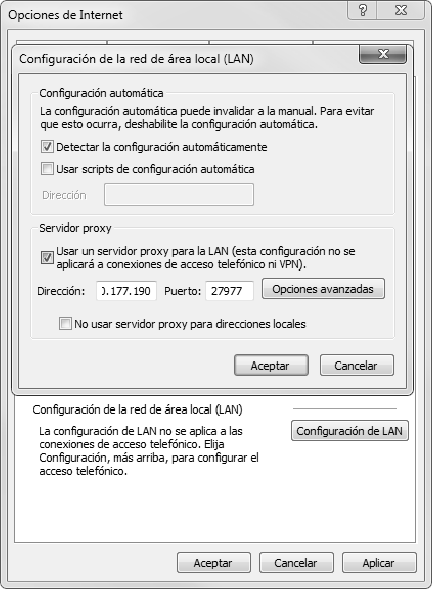 Opciones de Internet
Configuración de la red de área local (LAN)
Configuración automática
La configuración automática puede invalidar a la manual. Para evitar
que esto ocurra, deshabilite la configuración automática.
Detectar la configuración automáticamente
Usar scripts de configuración automática
Dirección
Servidor proxy
Usar un servidor proxy para la LAN (esta configuración no se
aplicará a conexiones de acceso telefónico ni VPN).
Dirección: 0.177.190 Puerto: 27977 Opciones avanzadas
No usar servidor proxy para direcciones locales
Aceptar Cancelar
Configuración de la red de área local (LAN)
La configuración de LAN no se aplica a las
conexiones de acceso telefónico. Elija
Configuración, más arriba, para configurar el
acceso telefónico.
Configuración de LAN
Aceptar Cancelar Aplicar